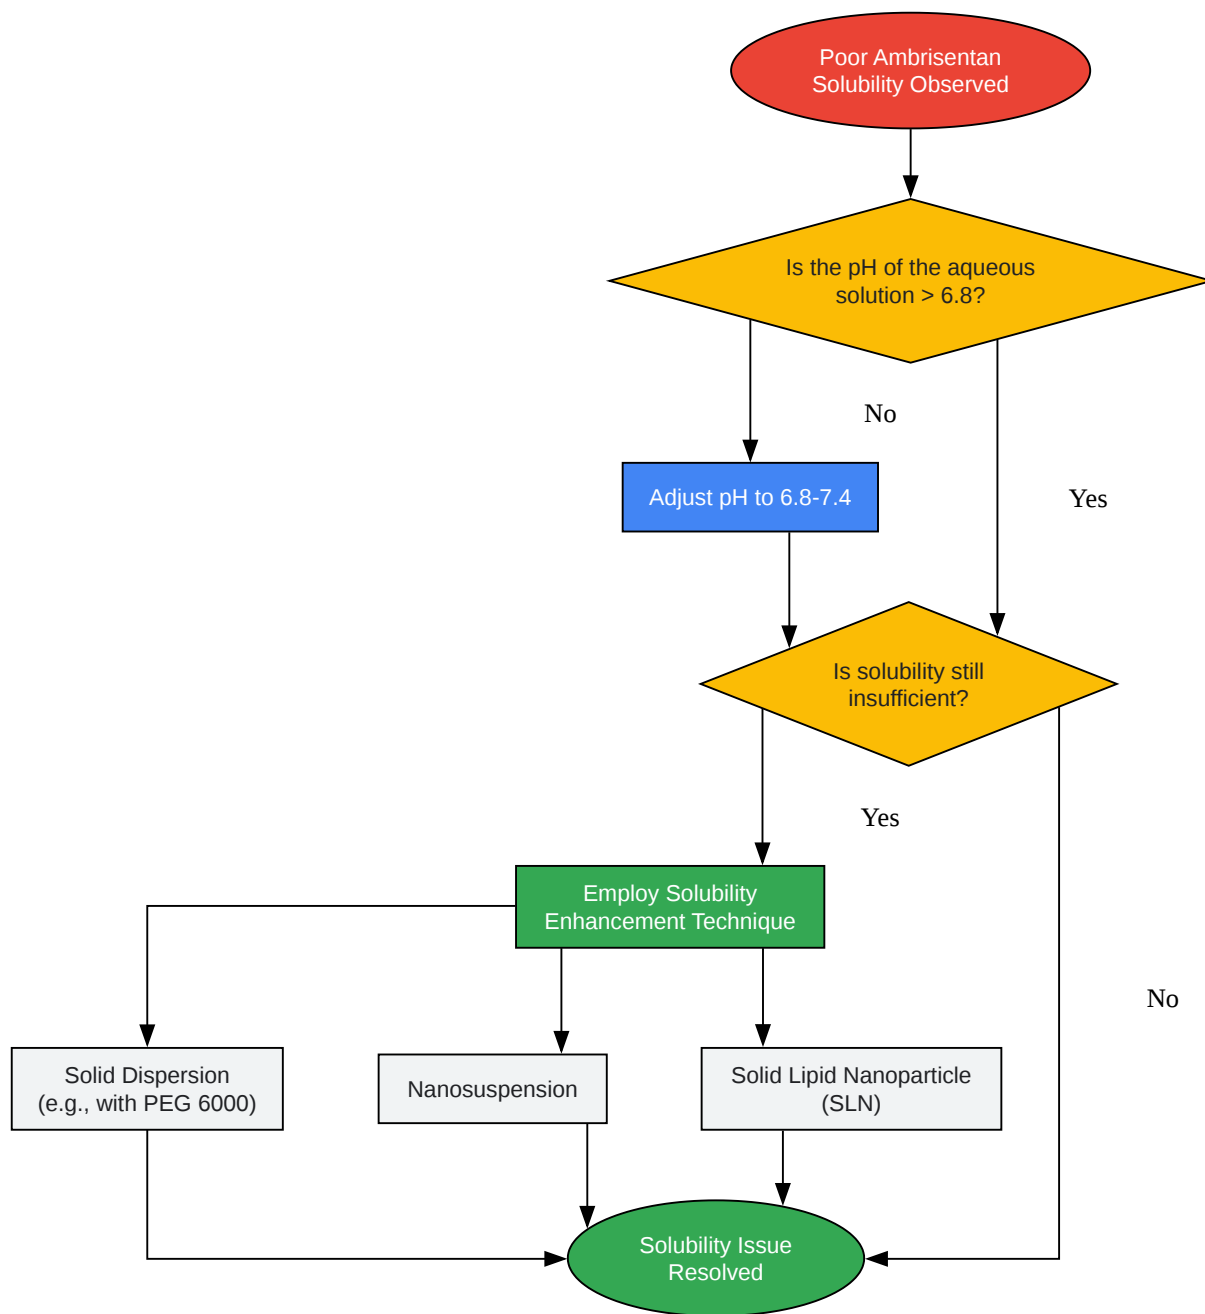 Poor Ambrisentan
Solubility Observed
Is the pH of the aqueous
solution > 6.8?
No
Adjust pH to 6.8-7.4
Yes
Is solubility still
insufficient?
Yes
Employ Solubility
Enhancement Technique
No
Solid Dispersion
(e.g., with PEG 6000)
Nanosuspension
Solid Lipid Nanoparticle
(SLN)
Solubility Issue
Resolved